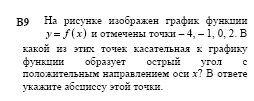 B9 На рисунке изображен график функции
y = f(x) и отмечены точки – 4, – 1, 0, 2. В
какой из этих точек касательная к графику
функции образует острый угол с
положительным направлением оси x? В ответе
укажите абсциссу этой точки.